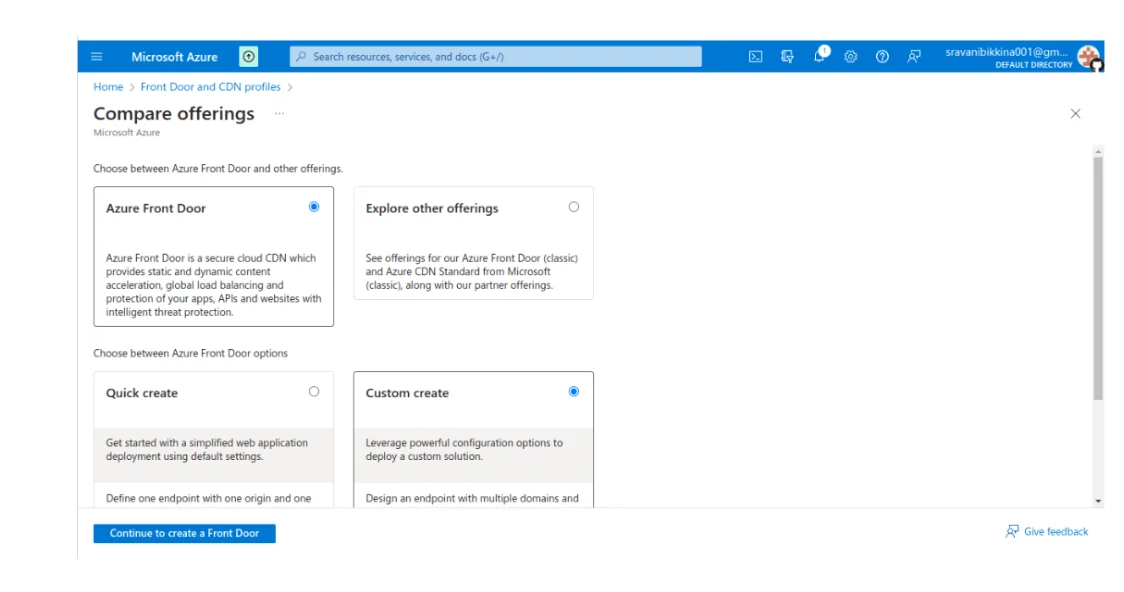 Microsoft Azure
Search resources, services, and docs (G+/)
1
sravanibikkina001@gm...
DEFAULT DIRECTORY
Home > Front Door and CDN profiles >
Compare offerings ...
Microsoft Azure
Choose between Azure Front Door and other offerings.
Azure Front Door
Azure Front Door is a secure cloud CDN which
provides static and dynamic content
acceleration, global load balancing and
protection of your apps, APIs and websites with
intelligent threat protection.
Explore other offerings
See offerings for our Azure Front Door (classic)
and Azure CDN Standard from Microsoft
(classic), along with our partner offerings.
Choose between Azure Front Door options
Quick create
Get started with a simplified web application
deployment using default settings.
Define one endpoint with one origin and one
Custom create
Leverage powerful configuration options to
deploy a custom solution.
Design an endpoint with multiple domains and
Continue to create a Front Door
Give feedback